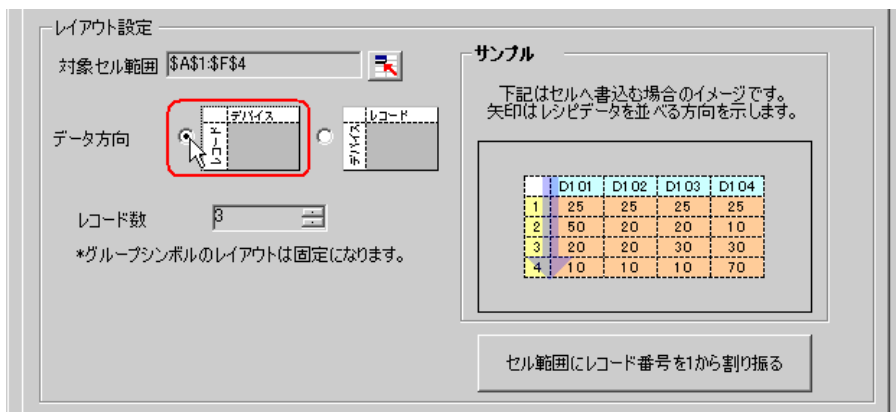 レイアウト設定
対象セル範囲 $A$1:$F$4
データ方向
デバイス
レコード
レコード
デバイス
レコード数 3
*グループシンボルのレイアウトは固定になります。
サンプル
下記はセルへ書込む場合のイメージです。
矢印はレシピデータを並べる方向を示します。
D101 D102 D103 D104
1 25 25 25 25
2 50 20 20 10
3 20 20 30 30
4 10 10 10 70
セル範囲にレコード番号を1から割り振る